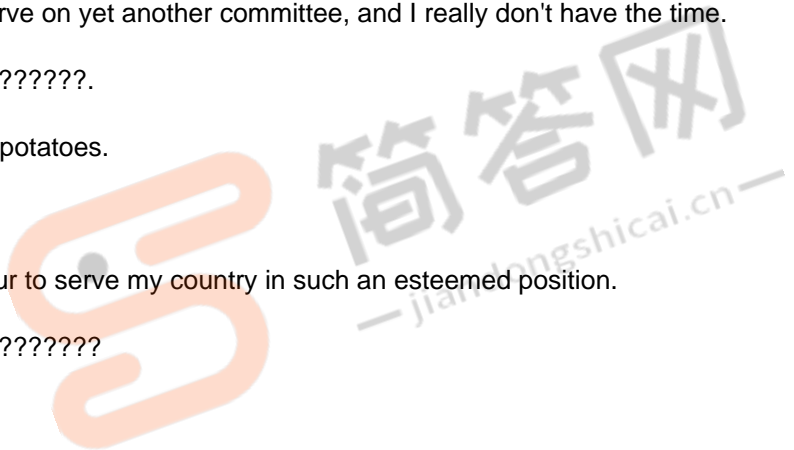 rve on yet another committee, and I really don't have the time.
??????.
potatoes.
ur to serve my country in such an esteemed position.
???????
简答网
jiandongshicai.cn